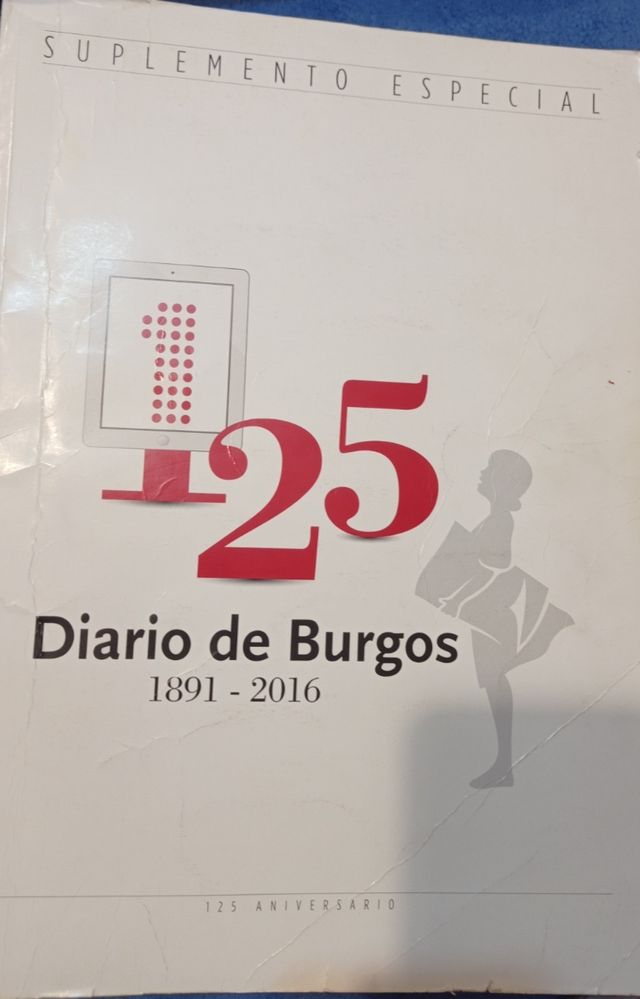 SUPLEMENTO ESPECIAL
125
Diario de Burgos
1891 - 2016
125 ANIVERSARIO